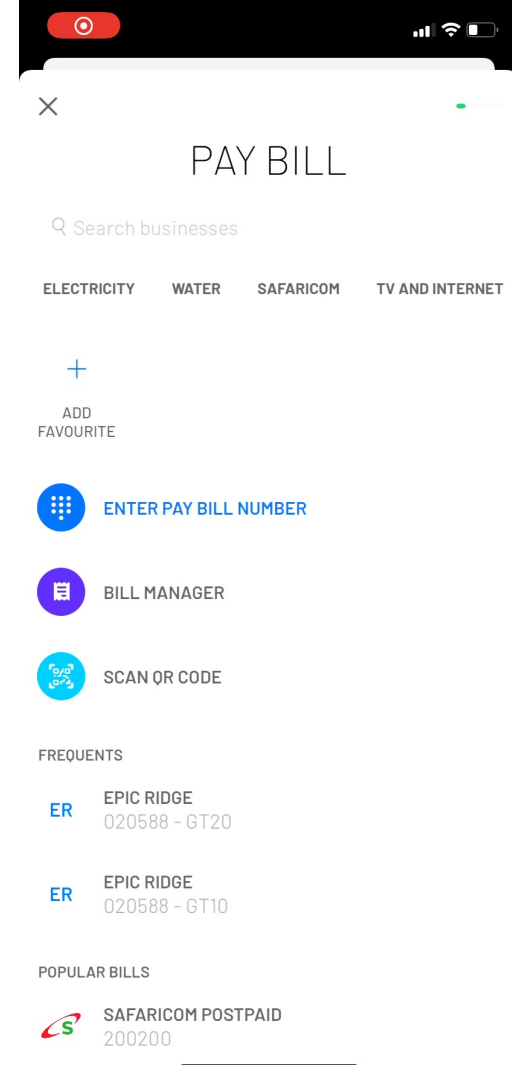 PAY BILL
Search businesses
ELECTRICITY WATER SAFARICOM TV AND INTERNET
ADD
FAVOURITE
ENTER PAY BILL NUMBER
BILL MANAGER
SCAN QR CODE
FREQUENTS
ER EPIC RIDGE
020588 - GT20
ER EPIC RIDGE
020588 - GT10
POPULAR BILLS
S SAFARICOM POSTPAID
200200